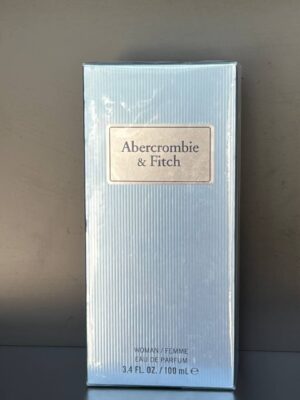 Abercrombie
& Fitch
WOMAN / FEMME
EAU DE PARFUM
3.4 FL. OZ. / 100 mL ℮